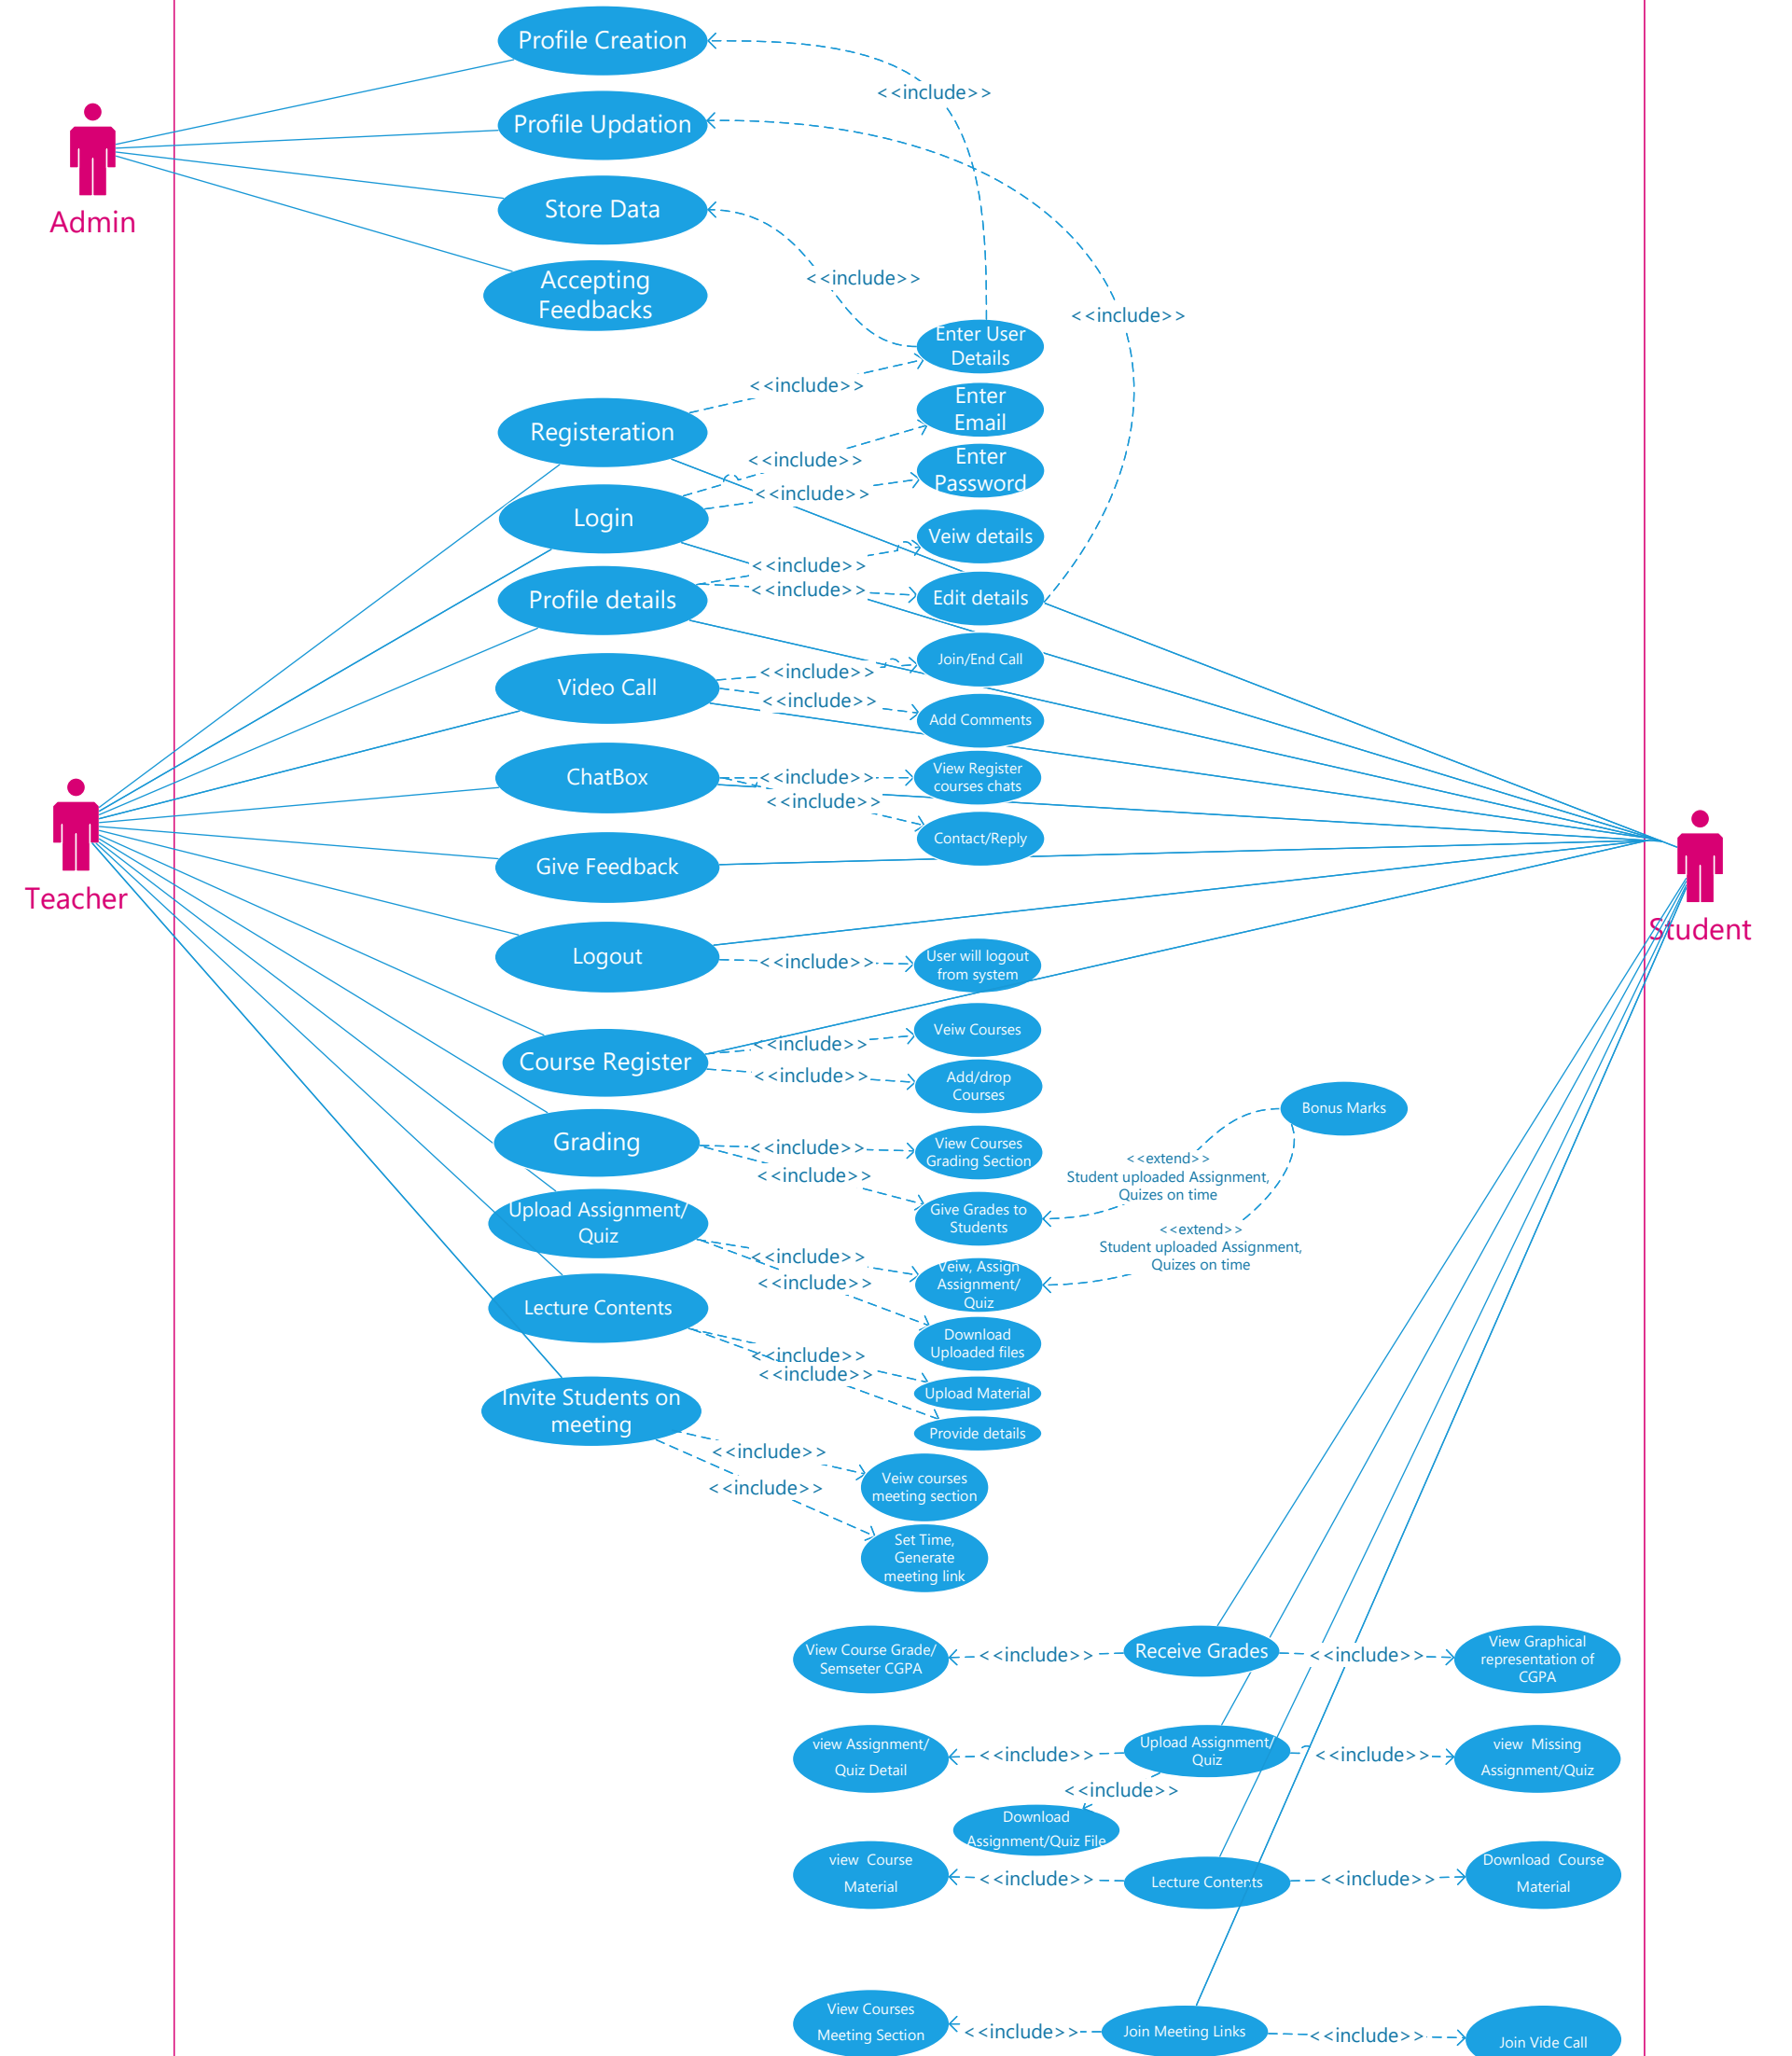 Profile Creation
<<include>>
Profile Updation
Admin
Store Data
<<include>>
Accepting
Feedbacks
<<include>>
Enter User
Details
<<include>>
Enter
Email
Registeration
<<include>>
Enter
Password
<<include>>
Login
Veiw details
<<include>>
<<include>>
Profile details
Edit details
Join/End Call
<<include>>
Video Call
<<include>>
Add Comments
ChatBox
<<include>>
View Register
courses chats
<<include>>
Contact/Reply
Give Feedback
Teacher
Student
Logout
<<include>>
User will logout
from system
Veiw Courses
<<include>>
Course Register
<<include>>
Add/drop
Courses
Bonus Marks
Grading
<<include>>
View Courses
Grading Section
<<include>>
<<extend>>
Student uploaded Assignment,
Quizes on time
Upload Assignment/
Quiz
Give Grades to
Students
<<extend>>
Student uploaded Assignment,
Quizes on time
<<include>>
<<include>>
Veiw, Assign
Assignment/
Quiz
Lecture Contents
Download
Uploaded files
<<include>>
<<include>>
Upload Material
Invite Students on
meeting
Provide details
<<include>>
<<include>>
Veiw courses
meeting section
Set Time,
Generate
meeting link
View Course Grade/
Semseter CGPA
<<include>>
Receive Grades
<<include>>
View Graphical
representation of
CGPA
view Assignment/
Quiz Detail
<<include>>
Upload Assignment/
Quiz
<<include>>
view Missing
Assignment/Quiz
<<include>>
Download
Assignment/Quiz File
view Course
Material
<<include>>
Lecture Contents
<<include>>
Download Course
Material
View Courses
Meeting Section
<<include>>
Join Meeting Links
<<include>>
Join Vide Call